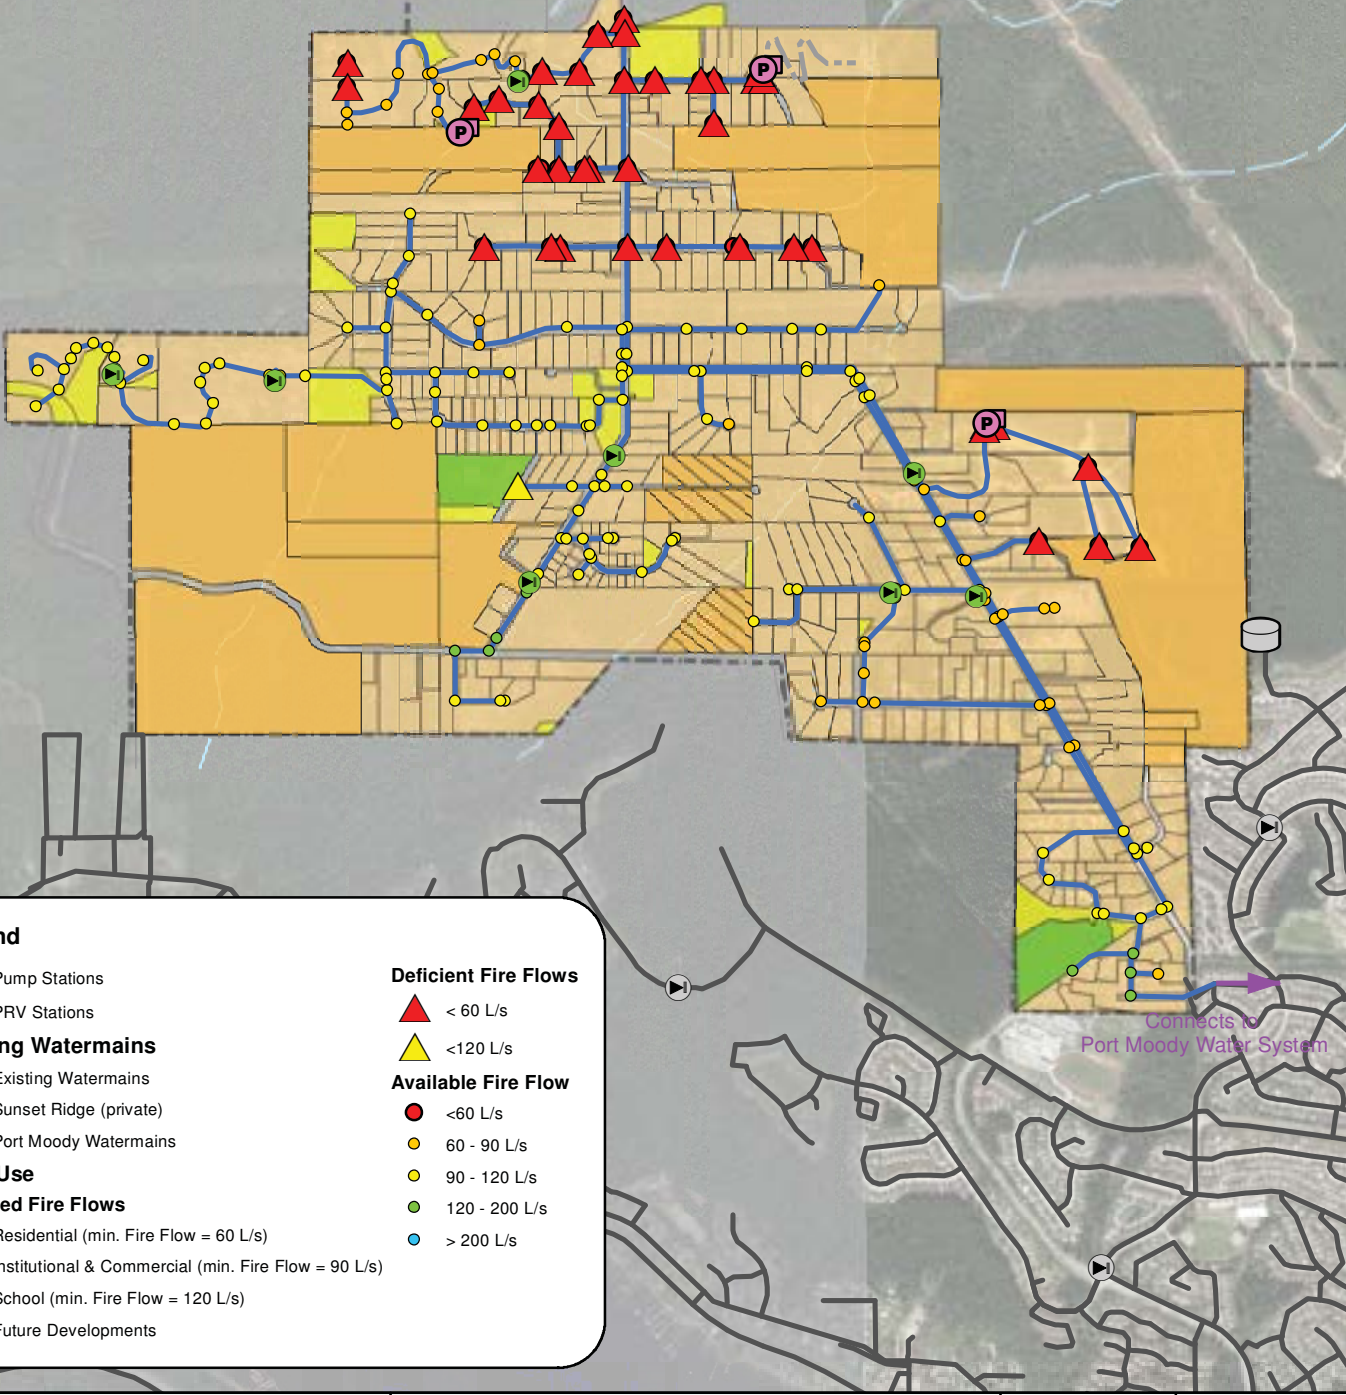 P
P
P
Connects to
Port Moody Water System
nd
Pump Stations
PRV Stations
ng Watermains
Existing Watermains
Sunset Ridge (private)
Port Moody Watermains
Use
ed Fire Flows
Residential (min. Fire Flow = 60 L/s)
nstitutional & Commercial (min. Fire Flow = 90 L/s)
School (min. Fire Flow = 120 L/s)
Future Developments
Deficient Fire Flows
< 60 L/s
<120 L/s
Available Fire Flow
<60 L/s
60 - 90 L/s
90 - 120 L/s
120 - 200 L/s
> 200 L/s